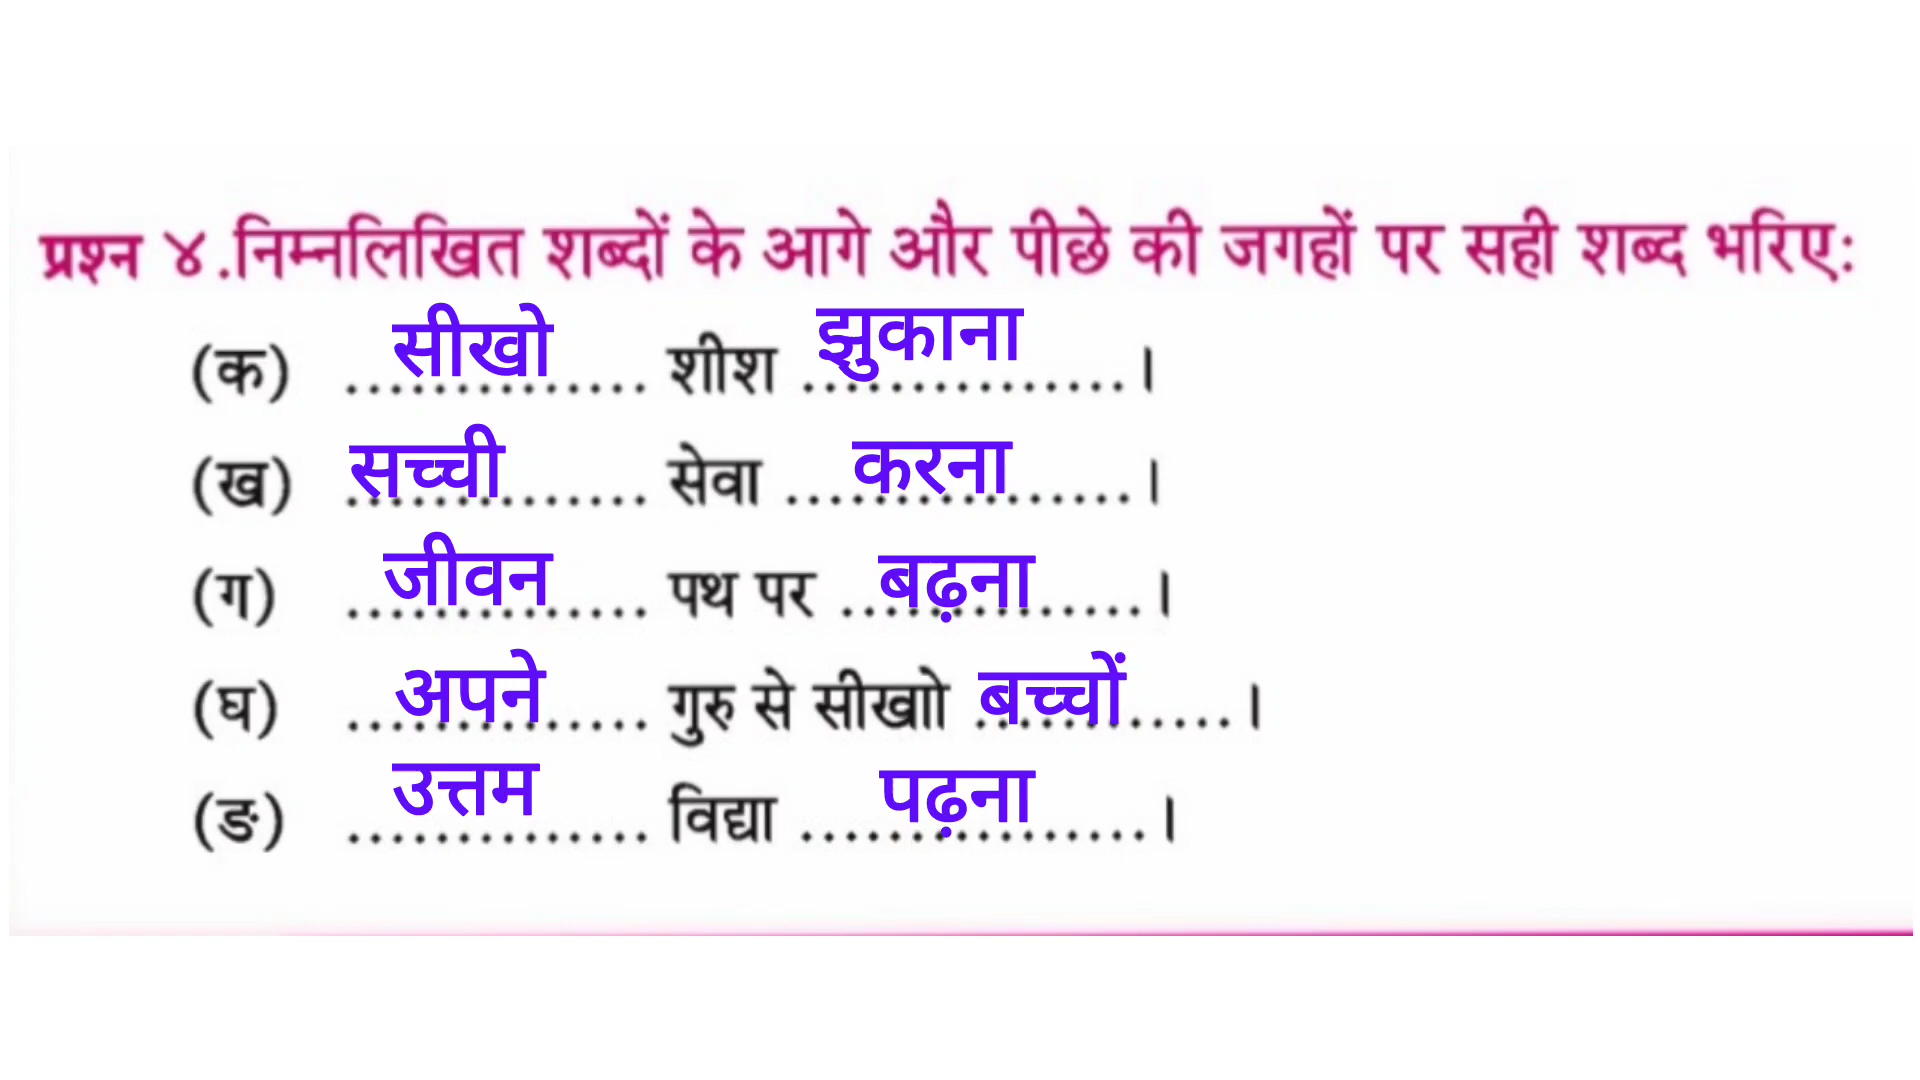 प्रश्न ४.निम्नलिखित शब्दों के आगे और पीछे की जगहों पर सही शब्द भरिए:
(क) सीखो .............. शीश झुकाना ...............।
(ख) सच्ची .............. सेवा करना ................।
(ग) जीवन .............. पथ पर बढ़ना ..............।
(घ) अपने .............. गुरु से सीखाो बच्चों ............।
(ङ) उत्तम .............. विद्या पढ़ना ................।